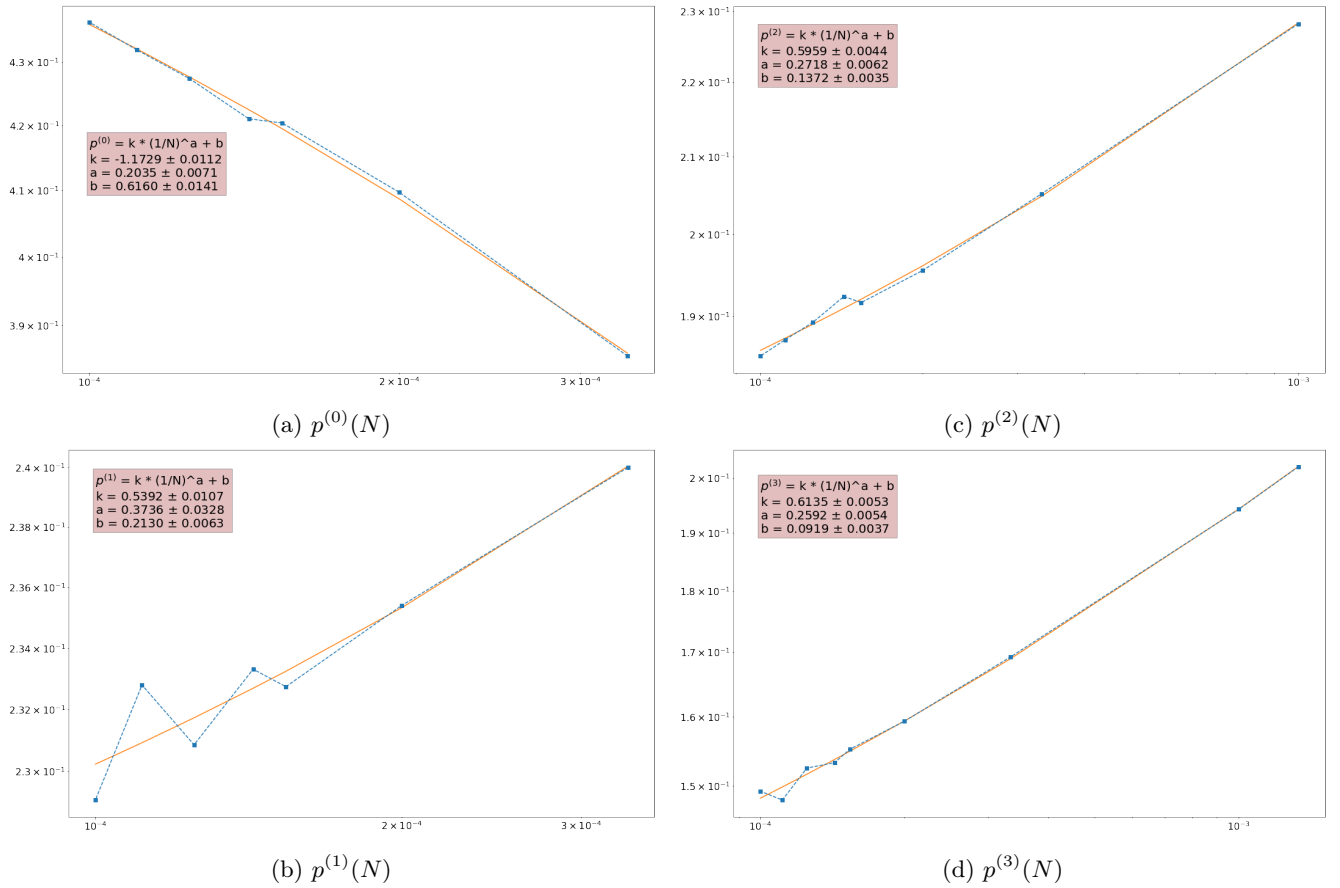 4.3 × 10⁻¹
4.2 × 10⁻¹
4.1 × 10⁻¹
4 × 10⁻¹
3.9 × 10⁻¹
p⁽⁰⁾ = k * (1/N)^a + b
k = -1.1729 ± 0.0112
a = 0.2035 ± 0.0071
b = 0.6160 ± 0.0141
10⁻⁴
2 × 10⁻⁴
3 × 10⁻⁴
(a) p⁽⁰⁾(N)
2.3 × 10⁻¹
2.2 × 10⁻¹
2.1 × 10⁻¹
2 × 10⁻¹
1.9 × 10⁻¹
p⁽²⁾ = k * (1/N)^a + b
k = 0.5959 ± 0.0044
a = 0.2718 ± 0.0062
b = 0.1372 ± 0.0035
10⁻⁴
10⁻³
(c) p⁽²⁾(N)
2.4 × 10⁻¹
2.38 × 10⁻¹
2.36 × 10⁻¹
2.34 × 10⁻¹
2.32 × 10⁻¹
2.3 × 10⁻¹
p⁽¹⁾ = k * (1/N)^a + b
k = 0.5392 ± 0.0107
a = 0.3736 ± 0.0328
b = 0.2130 ± 0.0063
10⁻⁴
2 × 10⁻⁴
3 × 10⁻⁴
(b) p⁽¹⁾(N)
2 × 10⁻¹
1.9 × 10⁻¹
1.8 × 10⁻¹
1.7 × 10⁻¹
1.6 × 10⁻¹
1.5 × 10⁻¹
p⁽³⁾ = k * (1/N)^a + b
k = 0.6135 ± 0.0053
a = 0.2592 ± 0.0054
b = 0.0919 ± 0.0037
10⁻⁴
10⁻³
(d) p⁽³⁾(N)